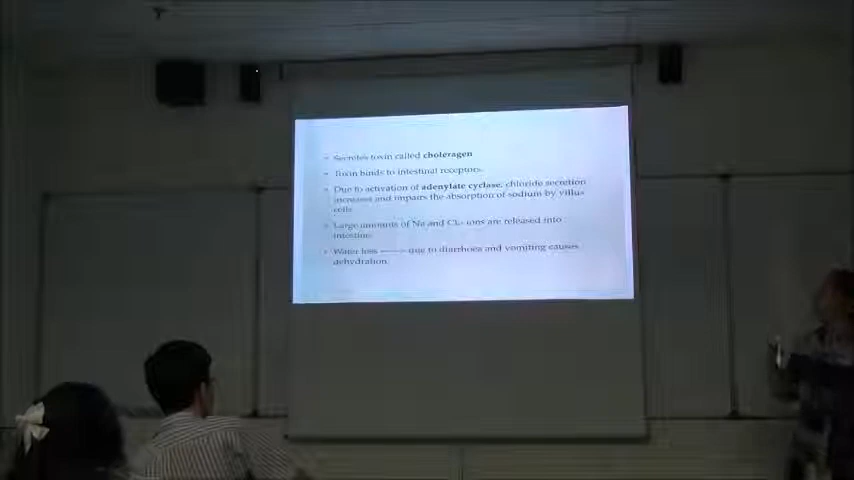 Secretes toxin called choleragen
Toxin binds to intestinal receptors.
Due to activation of adenylate cyclase, chloride secretion
increases and impairs the absorption of sodium by villus
cells.
Large amounts of Na and CL- ions are released into
intestine.
Water loss ——— due to diarrhoea and vomiting causes
dehydration.